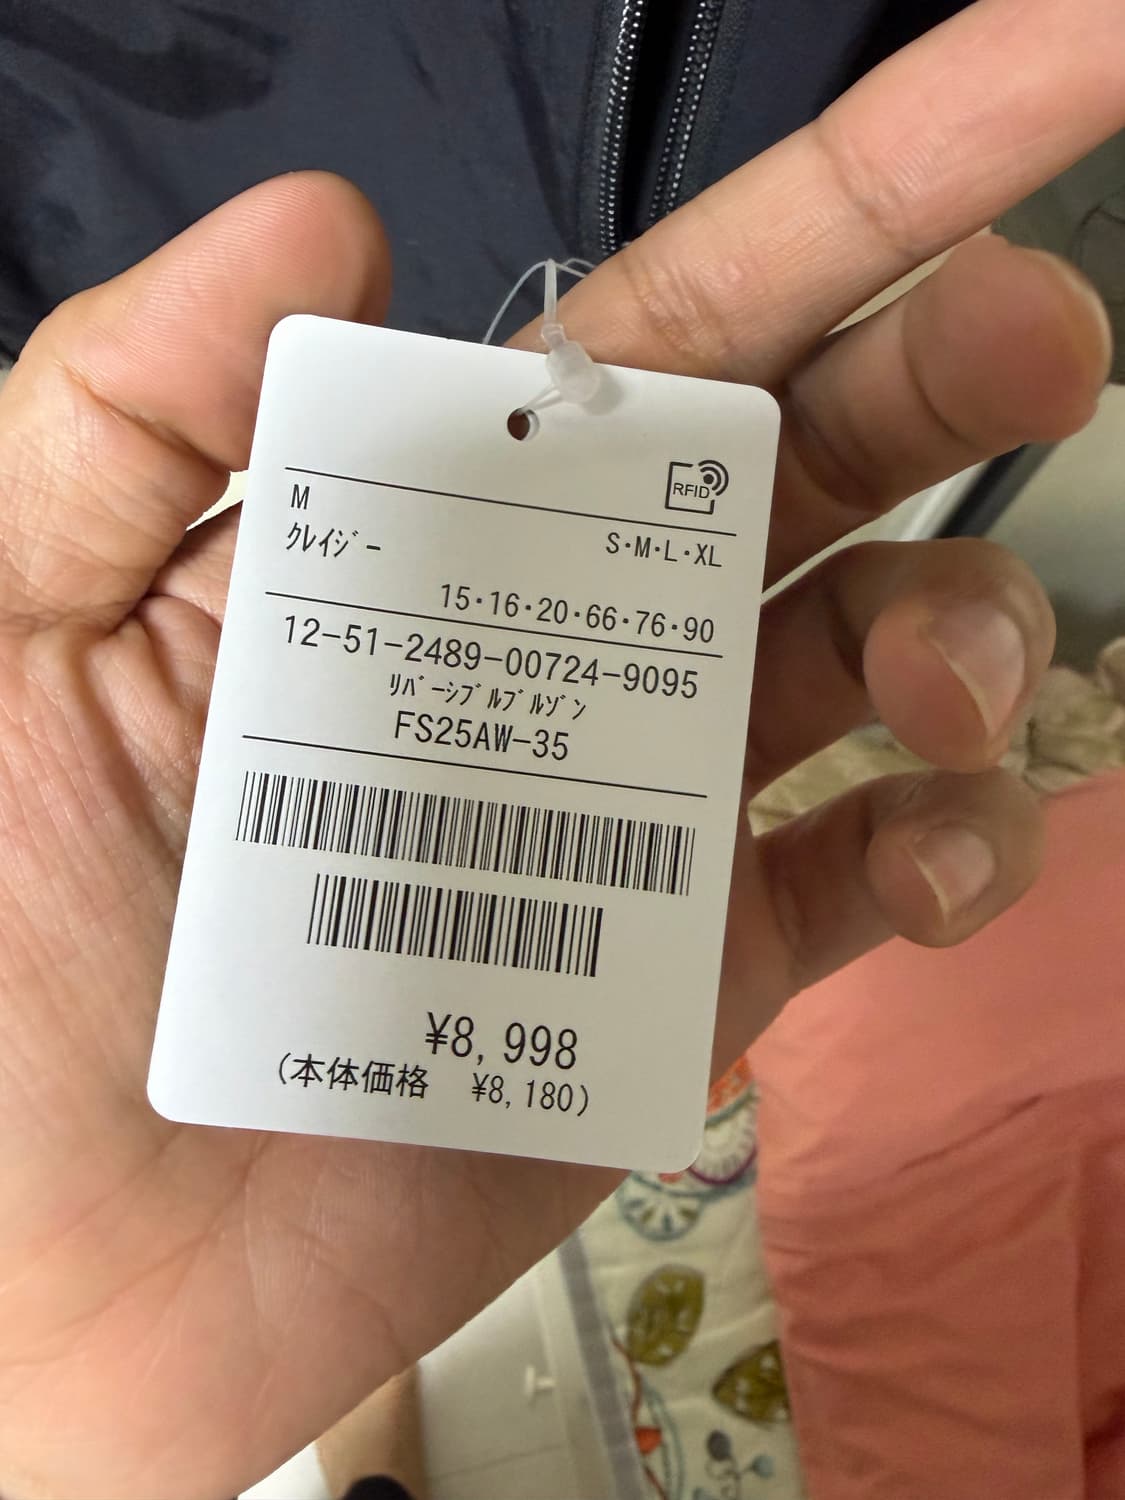 RFID
M
S・M・L・XL
ｸﾚｲｼﾞｰ
15・16・20・66・76・90
12-51-2489-00724-9095
ﾘﾊﾞｰｼﾌﾞﾙﾌﾞﾙｿﾞﾝ
FS25AW-35
¥8,998
(本体価格 ¥8,180)